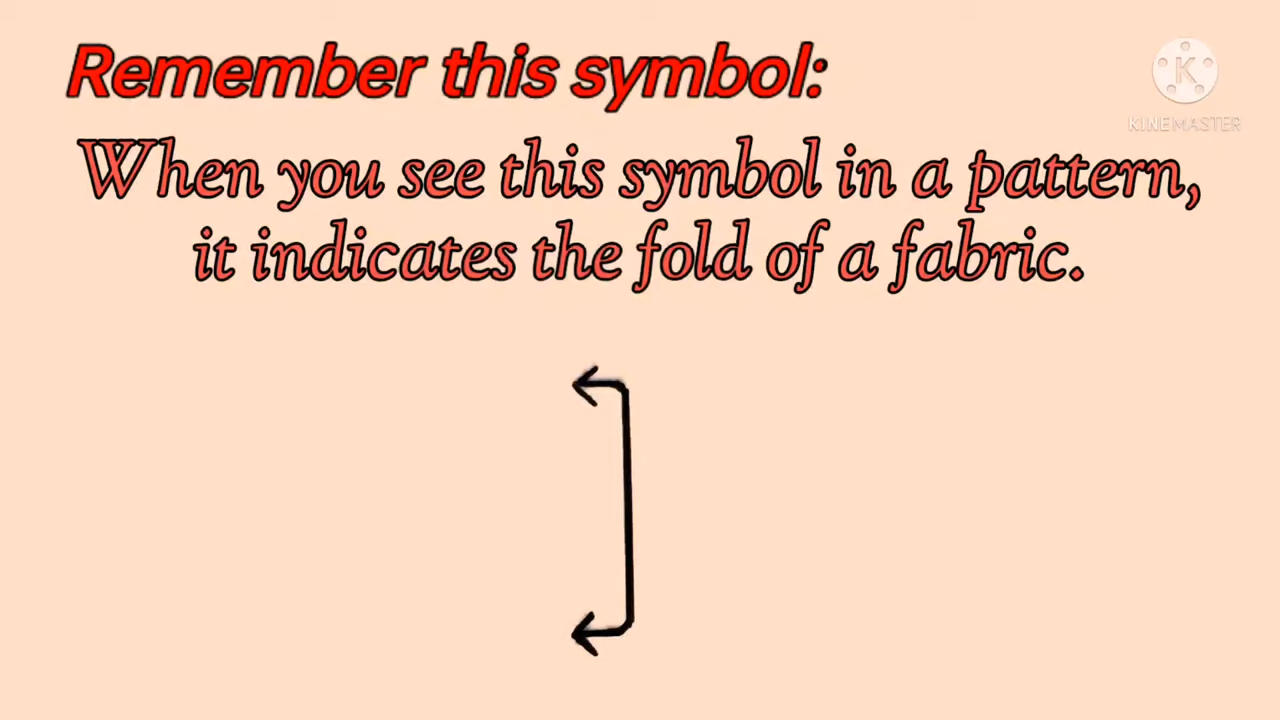 Remember this symbol:
K
KINEMASTER
When you see this symbol in a pattern,
it indicates the fold of a fabric.